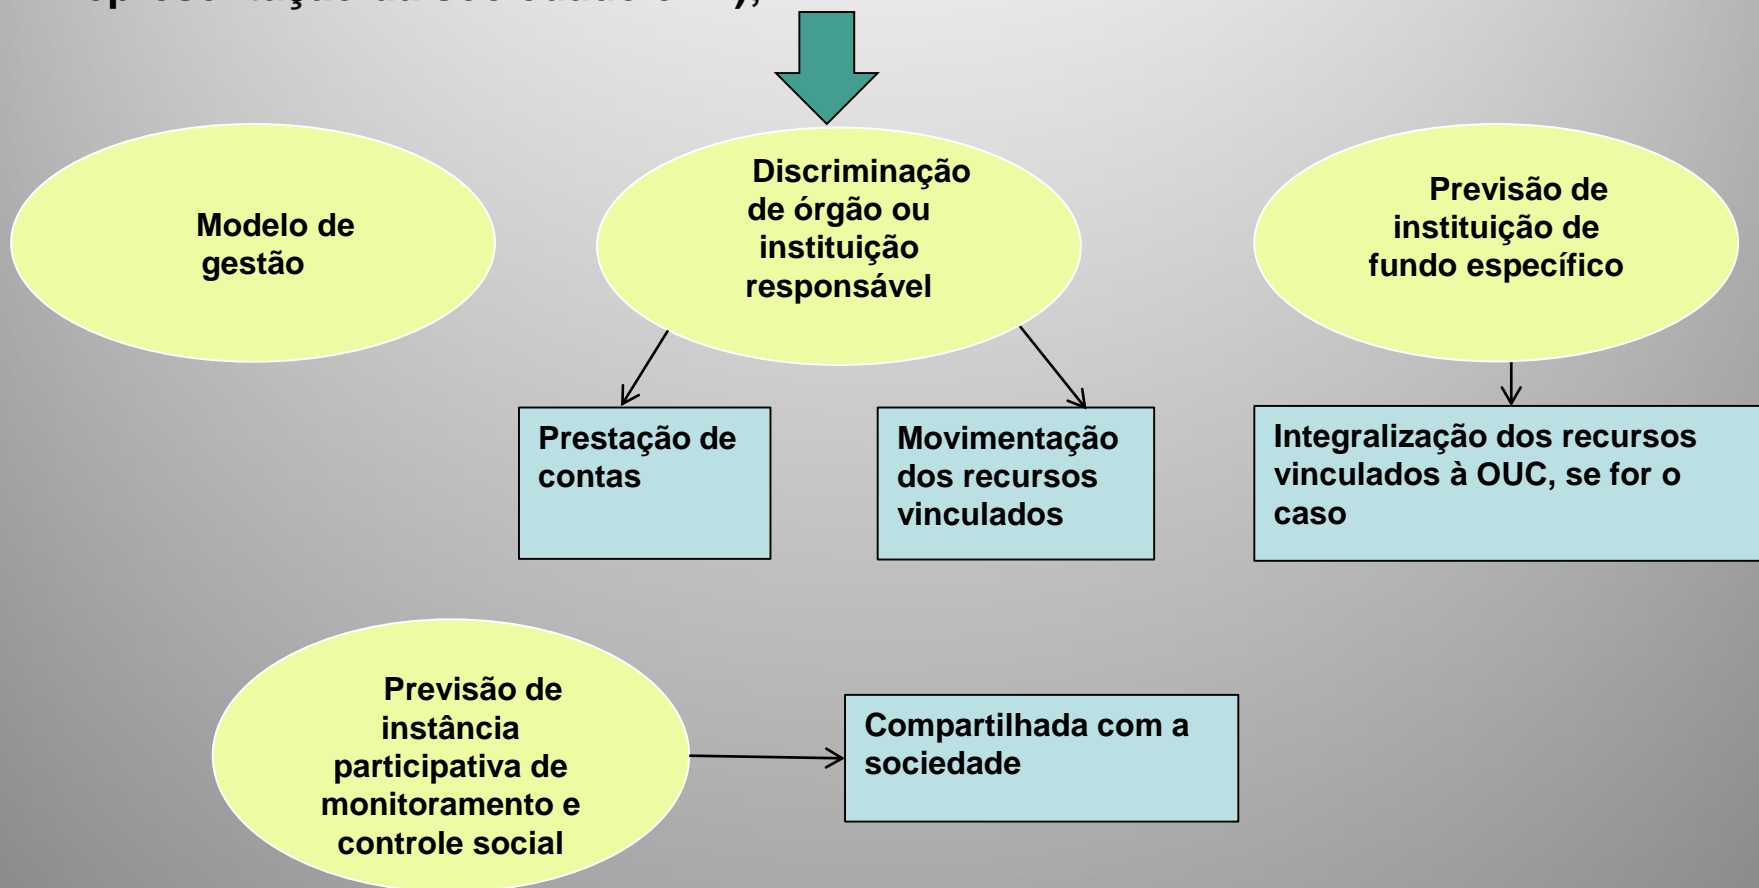 Modelo de
gestão
Discriminação
de órgão ou
instituição
responsável
Previsão de
instituição de
fundo específico
Prestação de
contas
Movimentação
dos recursos
vinculados
Integralização dos recursos
vinculados à OUC, se for o
caso
Previsão de
instância
participativa de
monitoramento e
controle social
Compartilhada com a
sociedade